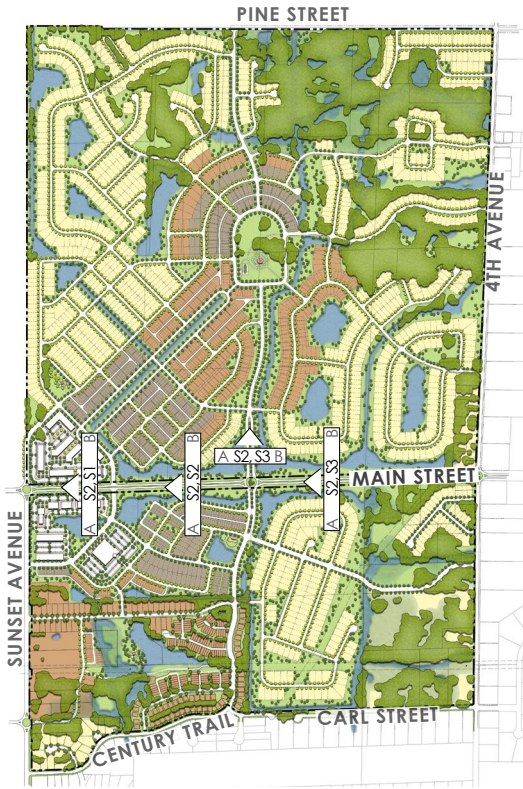 PINE STREET
4TH AVENUE
A S2, S1 B
A S2, S2 B
A S2, S3 B
A S2, S3 B
MAIN STREET
SUNSET AVENUE
CARL STREET
CENTURY TRAIL